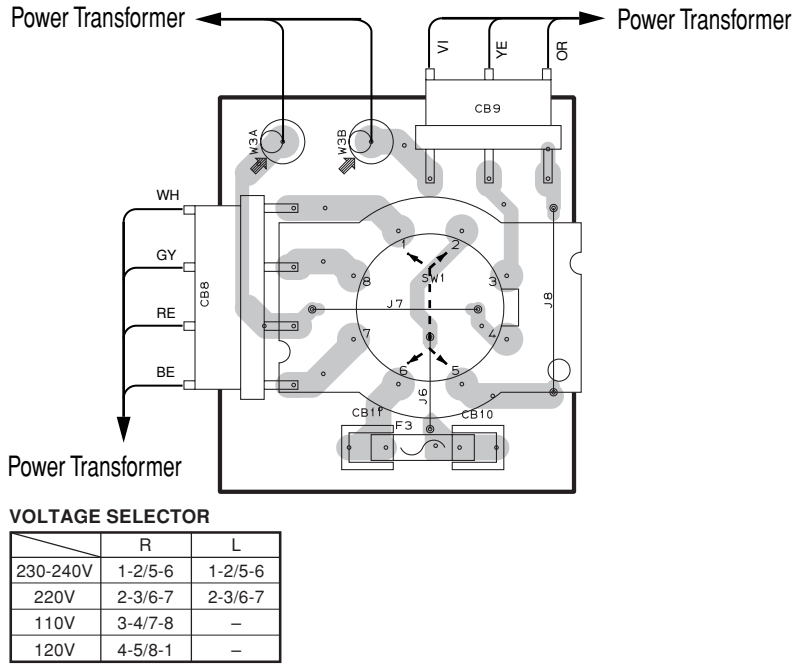 Power Transformer
Power Transformer
VI
YE
OR
CB9
W3A
W3B
WH
GY
RE
BE
CB8
1
2
SW1
8
3
J7
J8
7
4
6
5
J6
CB11
CB10
F3
Power Transformer
VOLTAGE SELECTOR
R L
230-240V 1-2/5-6 1-2/5-6
220V 2-3/6-7 2-3/6-7
110V 3-4/7-8 –
120V 4-5/8-1 –